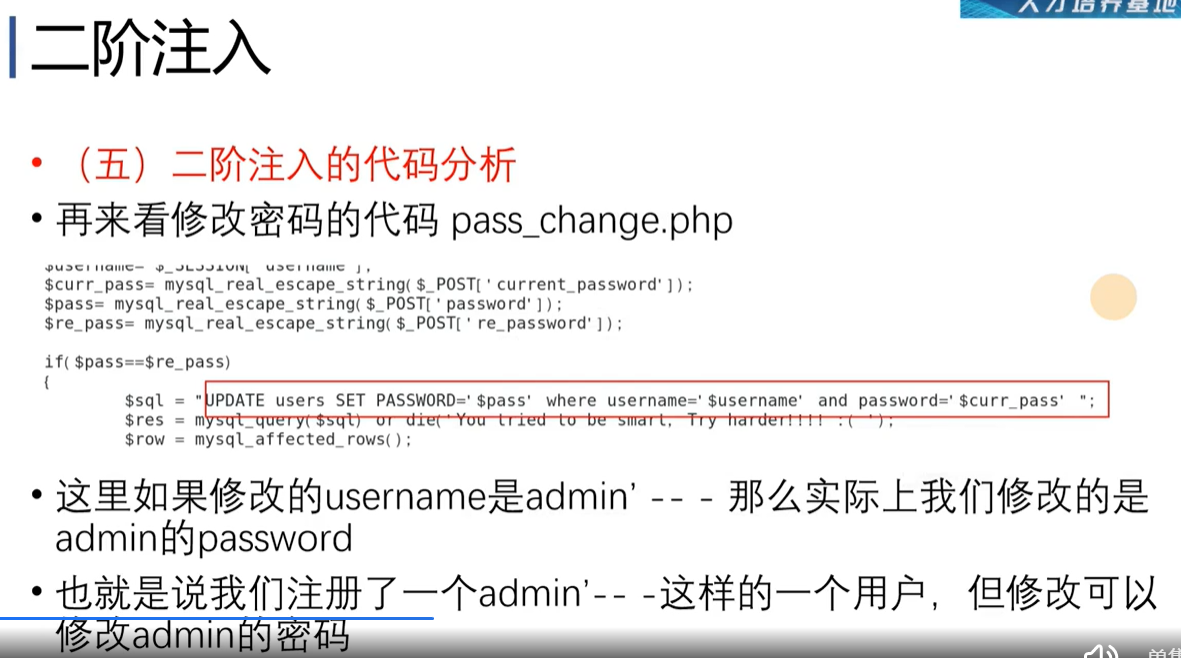 人才培养基地
二阶注入
• （五）二阶注入的代码分析
• 再来看修改密码的代码 pass_change.php
$username= $_SESSION["username"];
$curr_pass= mysql_real_escape_string($_POST['current_password']);
$pass= mysql_real_escape_string($_POST['password']);
$re_pass= mysql_real_escape_string($_POST['re_password']);
if($pass==$re_pass)
{
$sql = "UPDATE users SET PASSWORD='$pass' where username='$username' and password='$curr_pass' ";
$res = mysql_query($sql) or die('You tried to be smart, Try harder!!!! :( ');
$row = mysql_affected_rows();
• 这里如果修改的username是admin’ -- - 那么实际上我们修改的是
admin的password
• 也就是说我们注册了一个admin’-- -这样的一个用户，但修改可以
修改admin的密码